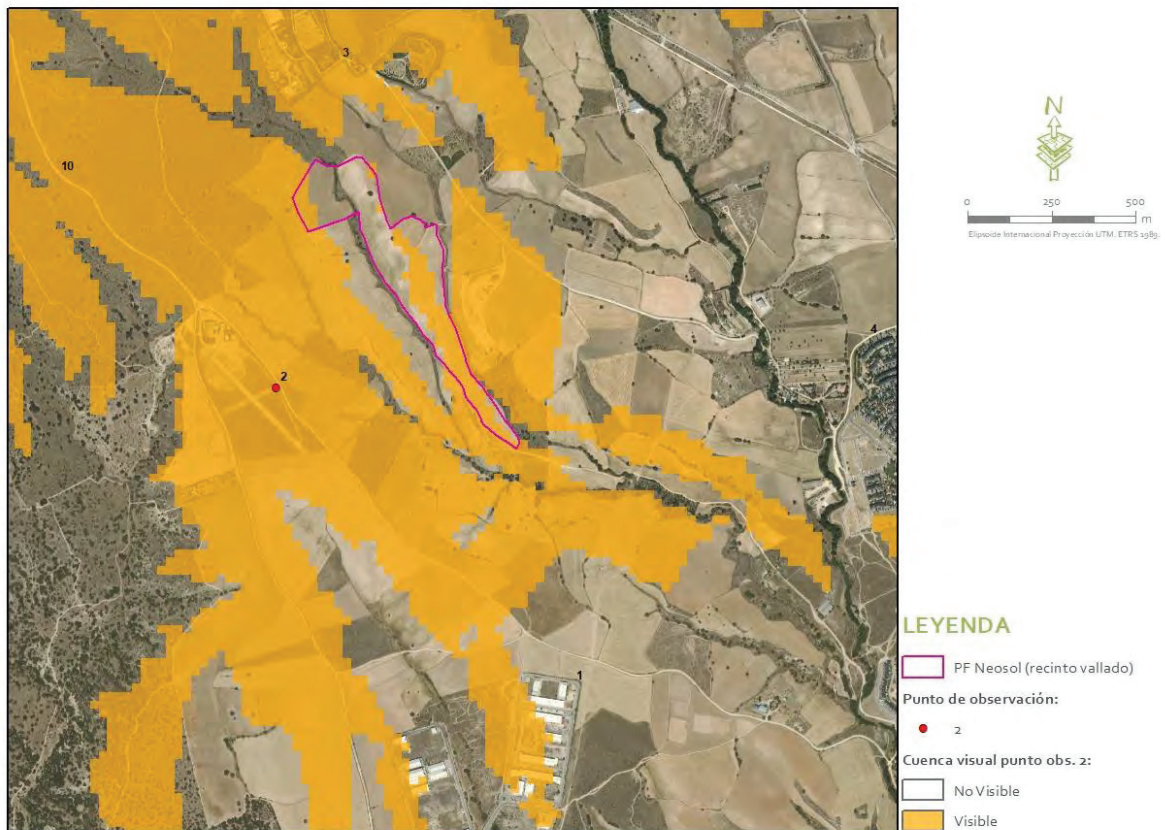 3
10
2
4
1
N
0 250 500 m
Elipsoide Internacional Proyección UTM. ETRS 1989.
LEYENDA
PF Neosol (recinto vallado)
Punto de observación:
2
Cuenca visual punto obs. 2:
No Visible
Visible